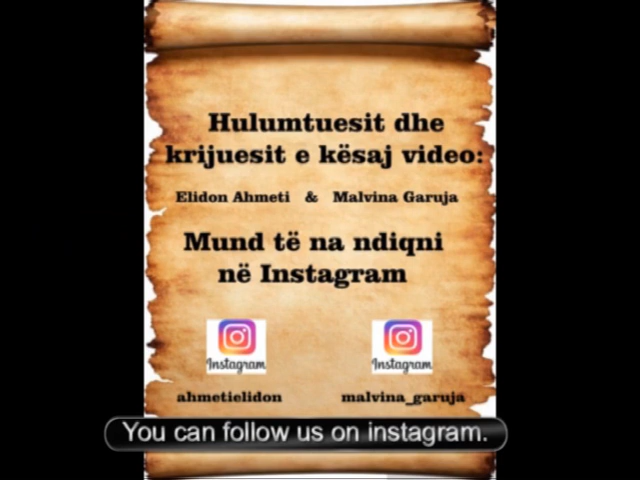 Hulumtuesit dhe
krijuesit e kësaj video:
Elidon Ahmeti & Malvina Garuja
Mund të na ndiqni
në Instagram
Instagram Instagram
ahmetielidon malvina_garuja
You can follow us on instagram.